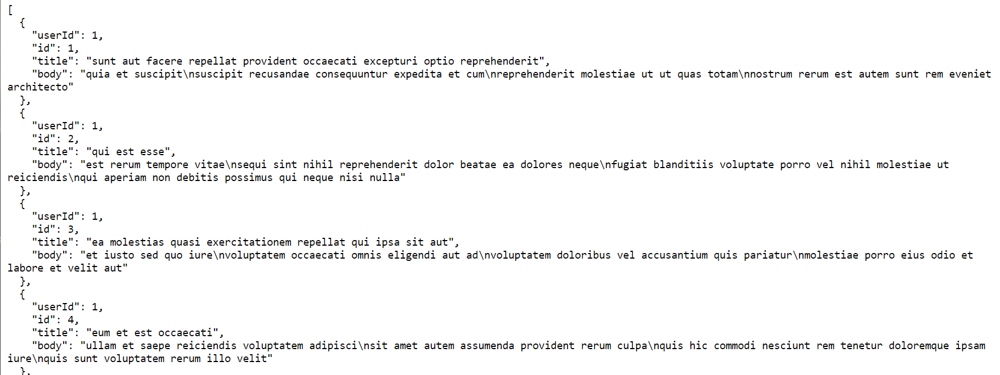 [
  {
    "userId": 1,
    "id": 1,
    "title": "sunt aut facere repellat provident occaecati excepturi optio reprehenderit",
    "body": "quia et suscipit\nsuscipit recusandae consequuntur expedita et cum\nreprehenderit molestiae ut ut quas totam\nnostrum rerum est autem sunt rem eveniet
architecto"
  },
  {
    "userId": 1,
    "id": 2,
    "title": "qui est esse",
    "body": "est rerum tempore vitae\nsequi sint nihil reprehenderit dolor beatae ea dolores neque\nfugiat blanditiis voluptate porro vel nihil molestiae ut
reiciendis\nqui aperiam non debitis possimus qui neque nisi nulla"
  },
  {
    "userId": 1,
    "id": 3,
    "title": "ea molestias quasi exercitationem repellat qui ipsa sit aut",
    "body": "et iusto sed quo iure\nvoluptatem occaecati omnis eligendi aut ad\nvoluptatem doloribus vel accusantium quis pariatur\nmolestiae porro eius odio et
labore et velit aut"
  },
  {
    "userId": 1,
    "id": 4,
    "title": "eum et est occaecati",
    "body": "ullam et saepe reiciendis voluptatem adipisci\nsit amet autem assumenda provident rerum culpa\nquis hic commodi nesciunt rem tenetur doloremque ipsam
iure\nquis sunt voluptatem rerum illo velit"
  },